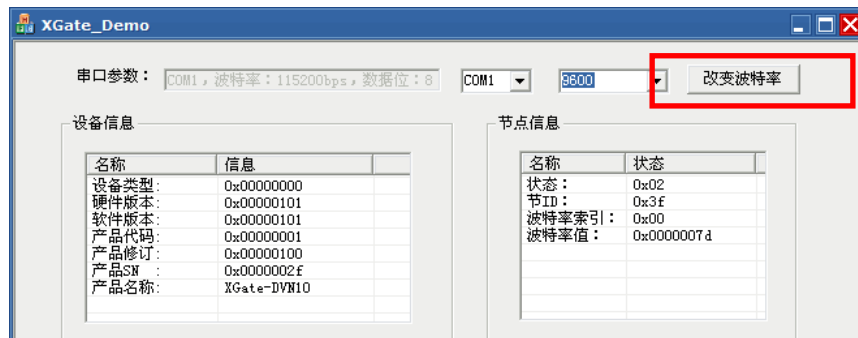 XGate_Demo
串口参数： COM1，波特率：115200bps，数据位：8 COM1 9600 改变波特率
设备信息
名称 信息
设备类型: 0x00000000
硬件版本: 0x00000101
软件版本: 0x00000101
产品代码: 0x00000001
产品修订: 0x00000100
产品SN : 0x0000002f
产品名称: XGate-DVN10
节点信息
名称 状态
状态： 0x02
节ID： 0x3f
波特率索引： 0x00
波特率值： 0x0000007d